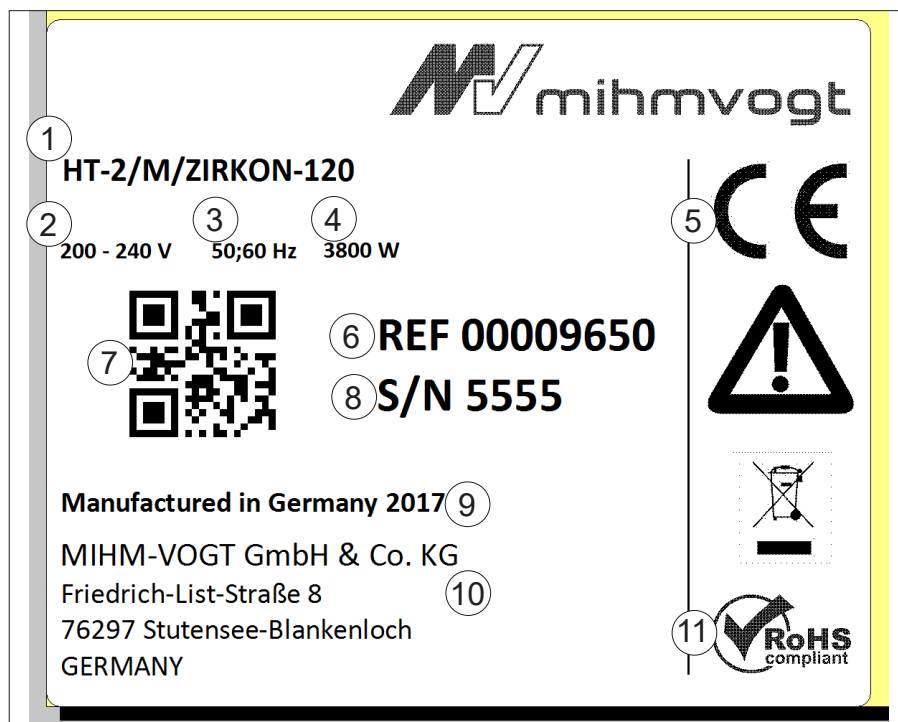 mihmvogt
1
HT-2/M/ZIRKON-120
2 3 4
200 - 240 V 50;60 Hz 3800 W
5
CE
6 REF 00009650
7
8 S/N 5555
Manufactured in Germany 2017 9
MIHM-VOGT GmbH & Co. KG
Friedrich-List-Straße 8 10
76297 Stutensee-Blankenloch
GERMANY
11 RoHS
compliant